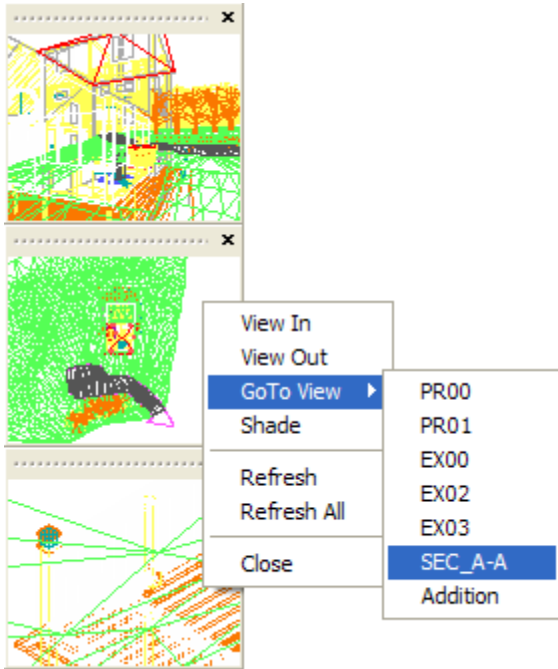 View In
View Out
GoTo View
Shade
Refresh
Refresh All
Close
PR00
PR01
EX00
EX02
EX03
SEC_A-A
Addition